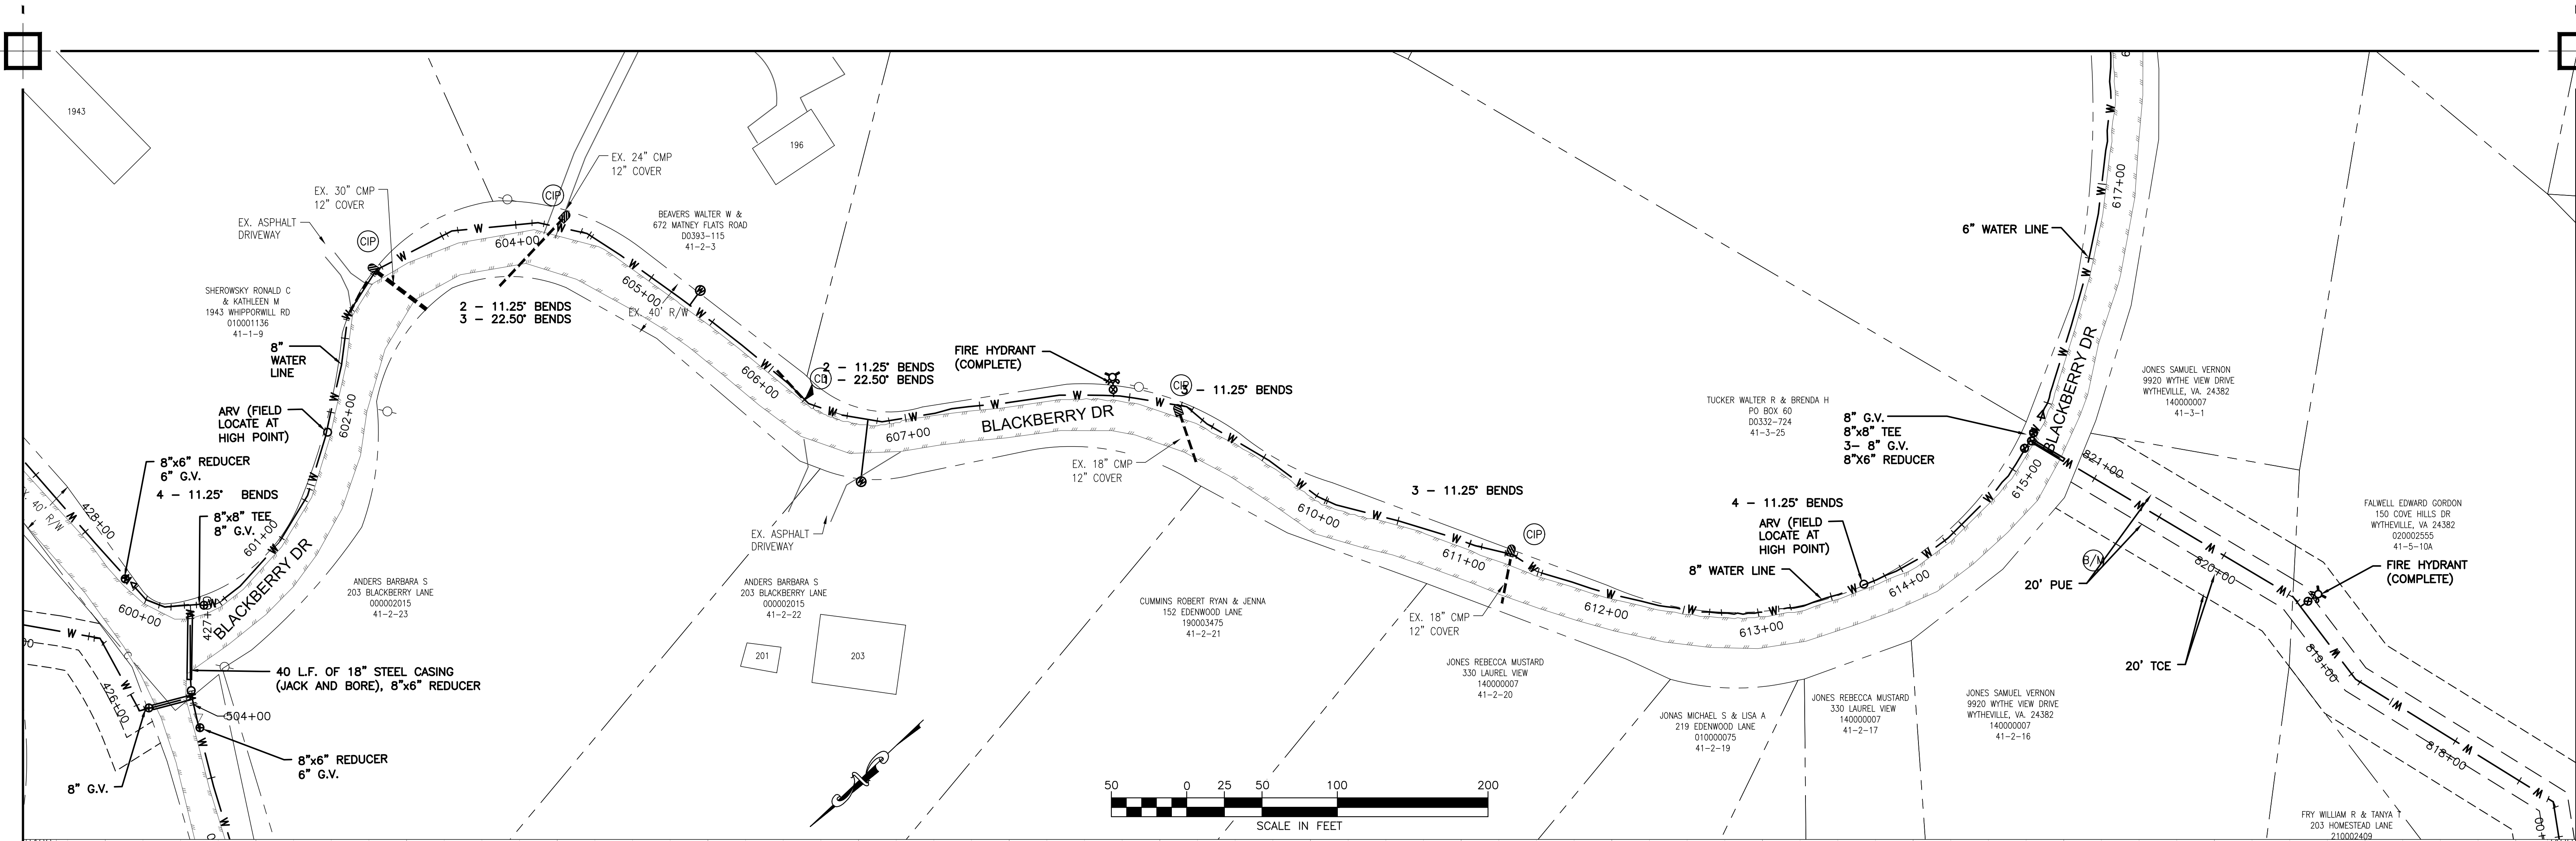 1943
EX. 30" CMP
12" COVER
EX. ASPHALT
DRIVEWAY
CIP
SHEROWSKY RONALD C
& KATHLEEN M
1943 WHIPPORWILL RD
010001136
41-1-9
8"
WATER
LINE
ARV (FIELD
LOCATE AT
HIGH POINT)
8"x6" REDUCER
6" G.V.
4 - 11.25° BENDS
8"x8" TEE
8" G.V.
40' R/W
428+00
600+00
427+
601+00
602+00
BLACKBERRY DR
426+00
504+00
8" G.V.
8"x6" REDUCER
6" G.V.
40 L.F. OF 18" STEEL CASING
(JACK AND BORE), 8"x6" REDUCER
ANDERS BARBARA S
203 BLACKBERRY LANE
000002015
41-2-23
CIP
604+00
EX. 24" CMP
12" COVER
2 - 11.25° BENDS
3 - 22.50° BENDS
BEAVERS WALTER W &
672 MATNEY FLATS ROAD
D0393-115
41-2-3
196
605+00
EX. 40' R/W
606+00
2 - 11.25° BENDS
1 - 22.50° BENDS
FIRE HYDRANT
(COMPLETE)
607+00
BLACKBERRY DR
EX. ASPHALT
DRIVEWAY
ANDERS BARBARA S
203 BLACKBERRY LANE
000002015
41-2-22
201
203
CIP
3 - 11.25° BENDS
EX. 18" CMP
12" COVER
CUMMINS ROBERT RYAN & JENNA
152 EDENWOOD LANE
190003475
41-2-21
610+00
3 - 11.25° BENDS
611+00
CIP
EX. 18" CMP
12" COVER
JONES REBECCA MUSTARD
330 LAUREL VIEW
140000007
41-2-20
612+00
8" WATER LINE
613+00
4 - 11.25° BENDS
ARV (FIELD
LOCATE AT
HIGH POINT)
614+00
JONAS MICHAEL S & LISA A
219 EDENWOOD LANE
010000075
41-2-19
JONES REBECCA MUSTARD
330 LAUREL VIEW
140000007
41-2-17
JONES SAMUEL VERNON
9920 WYTHE VIEW DRIVE
WYTHEVILLE, VA. 24382
140000007
41-2-16
TUCKER WALTER R & BRENDA H
PO BOX 60
D0332-724
41-3-25
8" G.V.
8"x8" TEE
3- 8" G.V.
8"X6" REDUCER
615+00
BLACKBERRY DR
6" WATER LINE
617+00
JONES SAMUEL VERNON
9920 WYTHE VIEW DRIVE
WYTHEVILLE, VA. 24382
140000007
41-3-1
821+00
B/M
20' PUE
820+00
20' TCE
FALWELL EDWARD GORDON
150 COVE HILLS DR
WYTHEVILLE, VA 24382
020002555
41-5-10A
FIRE HYDRANT
(COMPLETE)
819+00
818+00
FRY WILLIAM R & TANYA T
203 HOMESTEAD LANE
210002409
50 0 25 50 100 200
SCALE IN FEET